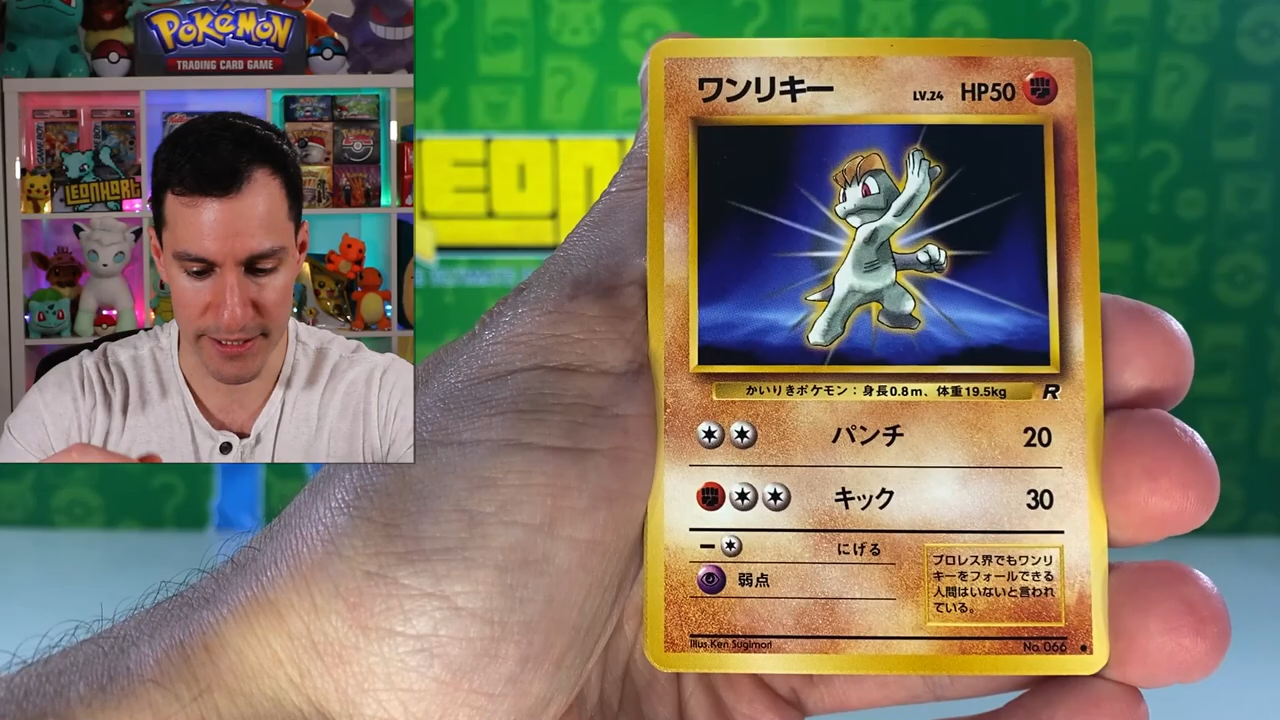 POKéMON
TRADING CARD GAME
LEONHART
EON
ワンリキー
LV.24 HP50
かいりきポケモン：身長0.8m、体重19.5kg
R
パンチ 20
キック 30
にげる
弱点
プロレス界でもワンリ
キーをフォールできる
人間はいないと言われ
ている。
Illus.Ken Sugimori
No.066